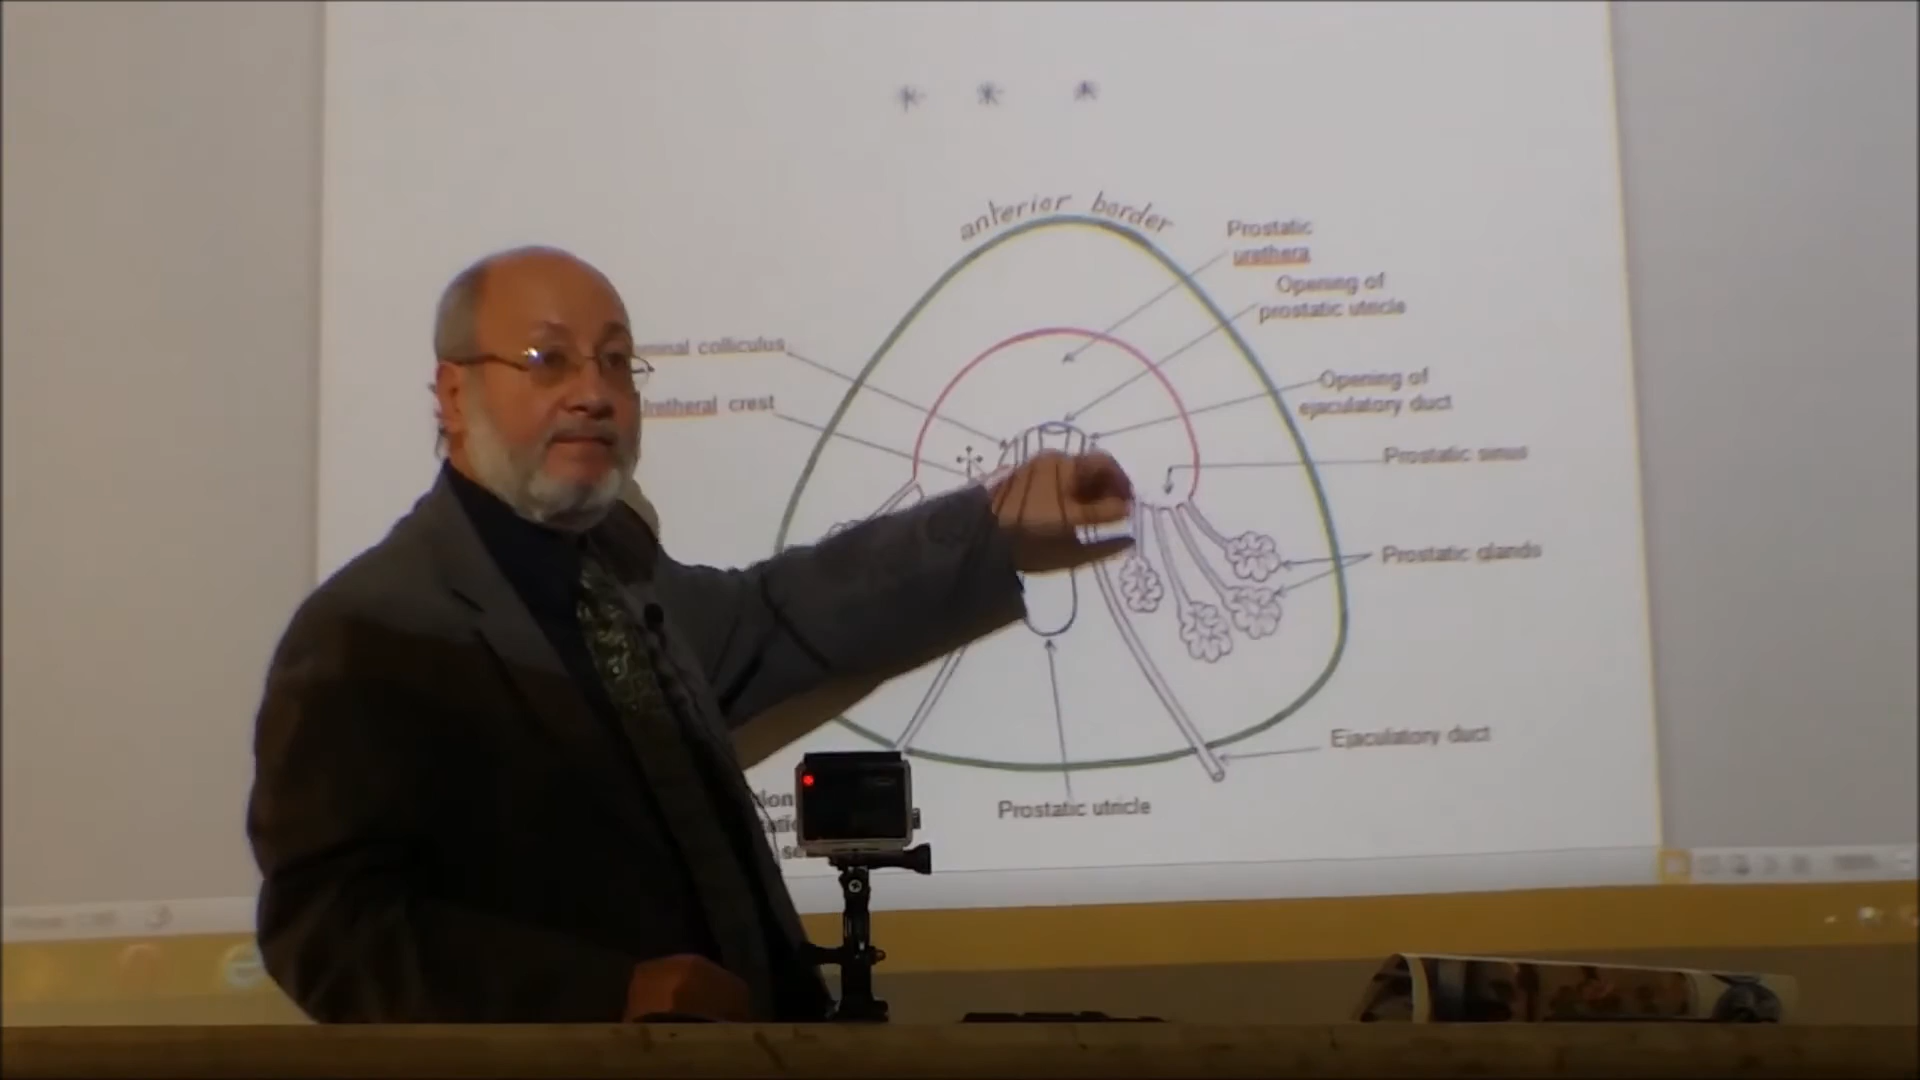 anterior border
Prostatic
urethera
Opening of
prostatic utricle
colliculus
Opening of
ejaculatory duct
Uretheral crest
Prostatic sinus
Prostatic glands
Ejaculatory duct
Prostatic utricle